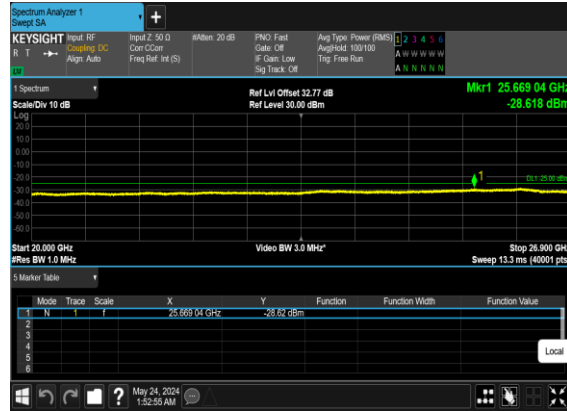 Spectrum Analyzer 1
Swept SA
+
KEYSIGHT Input: RF Input Z: 50 Ω #Atten: 20 dB PNO: Fast Avg Type: Power (RMS) 1 2 3 4 5 6
R T Coupling: DC Corr CCorr Gate: Off Avg|Hold: 100/100 A W W W W W
Align: Auto Freq Ref: Int (S) IF Gain: Low Trig: Free Run
Sig Track: Off A N N N N N
1 Spectrum Ref Lvl Offset 32.77 dB Mkr1 25.669 04 GHz
Scale/Div 10 dB Ref Level 30.00 dBm -28.618 dBm
Log
20.0
10.0
0.00
-10.0
-20.0
1
DL1 -25.00 dBm
-30.0
-40.0
-50.0
-60.0
Start 20.000 GHz Video BW 3.0 MHz* Stop 26.900 GHz
#Res BW 1.0 MHz Sweep 13.3 ms (40001 pts)
5 Marker Table
Mode Trace Scale X Y Function Function Width Function Value
1 N 1 f 25.669 04 GHz -28.62 dBm
2
3
4
5
6
Local
? May 24, 2024
1:52:55 AM